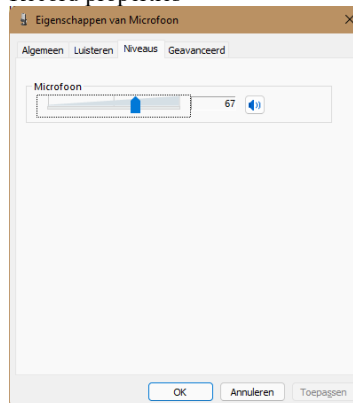 Eigenschappen van Microfoon
Algemeen Luisteren Niveaus Geavanceerd
Microfoon
67
OK Annuleren Toepassen